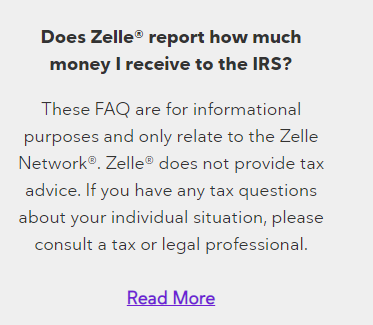 Does Zelle® report how much
money I receive to the IRS?
These FAQ are for informational
purposes and only relate to the Zelle
Network®. Zelle® does not provide tax
advice. If you have any tax questions
about your individual situation, please
consult a tax or legal professional.
Read More